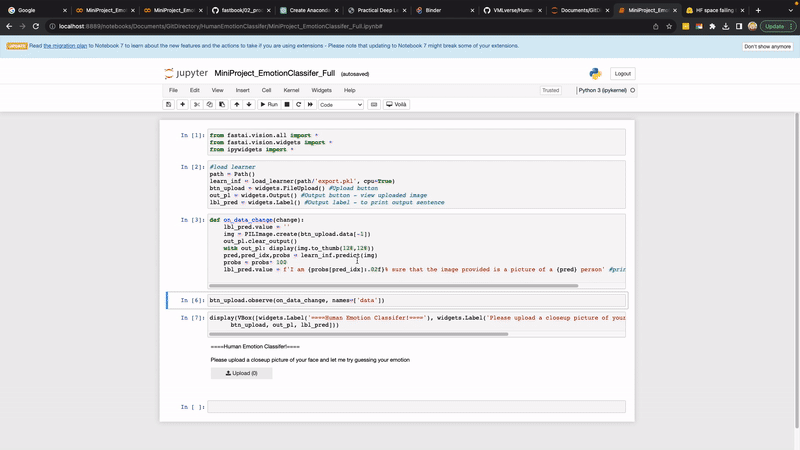 Google
MiniProject_Emot
MiniProject_Emot
fastbook/02_proc
Create Anaconda
Practical Deep L
Binder
VMLverse/Human
Documents/GitDire
MiniProject_Emot
HF space failing
localhost:8889/notebooks/Documents/GitDirectory/HumanEmotionClassifer/MiniProject_EmotionClassifer_Full.ipynb#
Update
Read the migration plan to Notebook 7 to learn about the new features and the actions to take if you are using extensions - Please note that updating to Notebook 7 might break some of your extensions.
Don't show anymore
jupyter MiniProject_EmotionClassifer_Full (autosaved)
Logout
File Edit View Insert Cell Kernel Widgets Help
Trusted
Python 3 (ipykernel)
Run
Code
Voilà
In [1]: from fastai.vision.all import *
from fastai.vision.widgets import *
from ipywidgets import *
In [2]: #load learner
path = Path()
learn_inf = load_learner(path/'export.pkl', cpu=True)
btn_upload = widgets.FileUpload() #Upload button
out_pl = widgets.Output() #Output button - view uploaded image
lbl_pred = widgets.Label() #Output label - to print output sentence
In [3]: def on_data_change(change):
lbl_pred.value = ''
img = PILImage.create(btn_upload.data[-1])
out_pl.clear_output()
with out_pl: display(img.to_thumb(128,128))
pred,pred_idx,probs = learn_inf.predict(img)
probs = probs* 100
lbl_pred.value = f'I am {probs[pred_idx]:.02f}% sure that the image provided is a picture of a {pred} person' #prin
In [6]: btn_upload.observe(on_data_change, names=['data'])
In [7]: display(VBox([widgets.Label('====Human Emotion Classifer!===='), widgets.Label('Please upload a closeup picture of your
btn_upload, out_pl, lbl_pred]))
====Human Emotion Classifer!====
Please upload a closeup picture of your face and let me try guessing your emotion
Upload (0)
In [ ]: